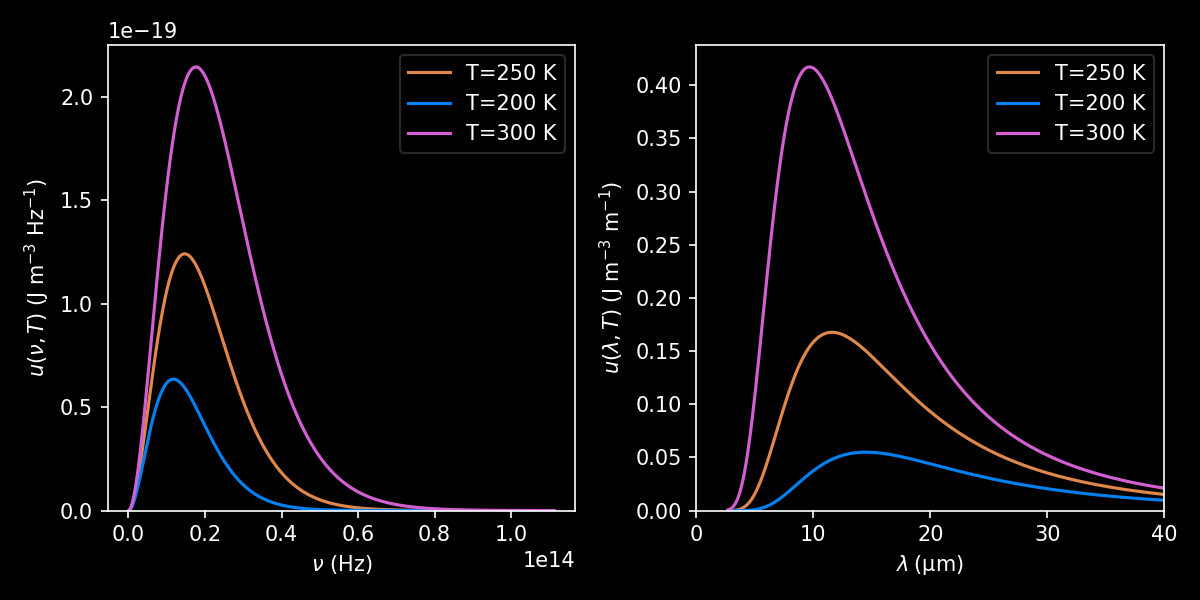 1e−19
T=250 K
T=200 K
T=300 K
2.0
1.5
1.0
0.5
0.0
u(ν, T) (J m⁻³ Hz⁻¹)
0.0 0.2 0.4 0.6 0.8 1.0
1e14
ν (Hz)
T=250 K
T=200 K
T=300 K
0.40
0.35
0.30
0.25
0.20
0.15
0.10
0.05
0.00
u(λ, T) (J m⁻³ m⁻¹)
0 10 20 30 40
λ (µm)